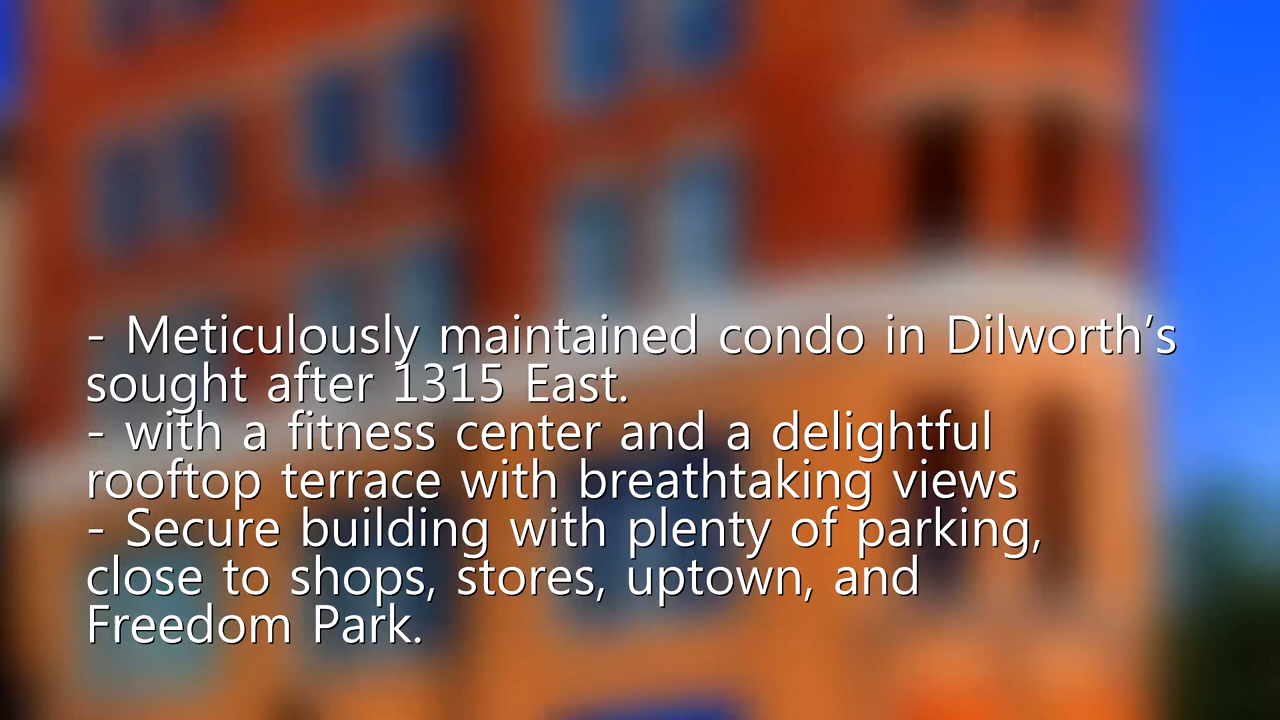 - Meticulously maintained condo in Dilworth’s
sought after 1315 East.
- with a fitness center and a delightful
rooftop terrace with breathtaking views
- Secure building with plenty of parking,
close to shops, stores, uptown, and
Freedom Park.